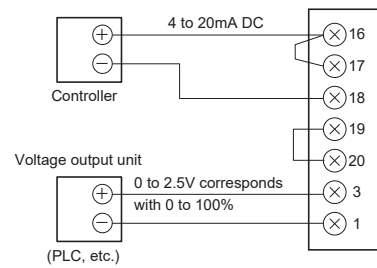 4 to 20mA DC
16
17
Controller
18
19
Voltage output unit
20
0 to 2.5V corresponds
3
with 0 to 100%
1
(PLC, etc.)